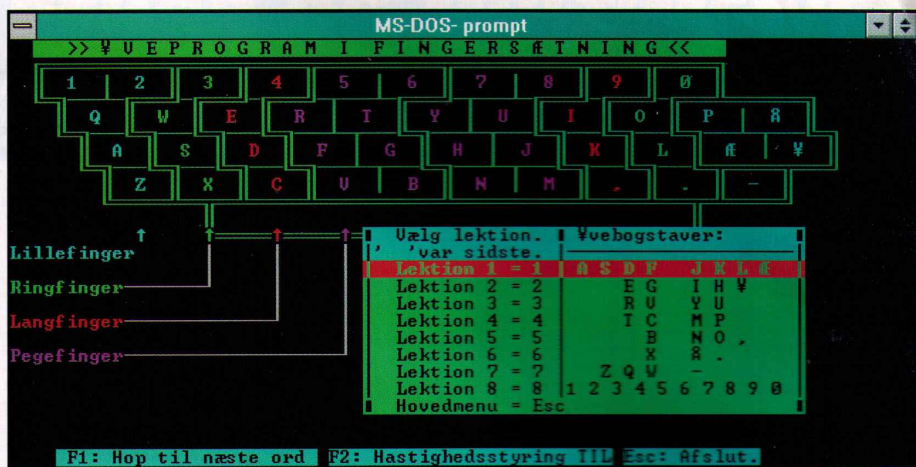 MS-DOS- prompt
>> ¥ V E P R O G R A M I F I N G E R S Æ T N I N G <<
1 2 3 4 5 6 7 8 9 Ø
Q W E R T Y U I O P Å
A S D F G H J K L Æ ¥
Z X C V B N M , . -
Lillefinger
Ringfinger
Langfinger
Pegefinger
Vælg lektion. ¥vebogstaver:
' 'var sidste.
Lektion 1 = 1 A S D F J K L Æ
Lektion 2 = 2 E G I H ¥
Lektion 3 = 3 R V Y U
Lektion 4 = 4 T C M P
Lektion 5 = 5 B N O ,
Lektion 6 = 6 X Å .
Lektion 7 = 7 Z Q W -
Lektion 8 = 8 1 2 3 4 5 6 7 8 9 Ø
Hovedmenu = Esc
F1: Hop til næste ord F2: Hastighedsstyring TIL Esc: Afslut.